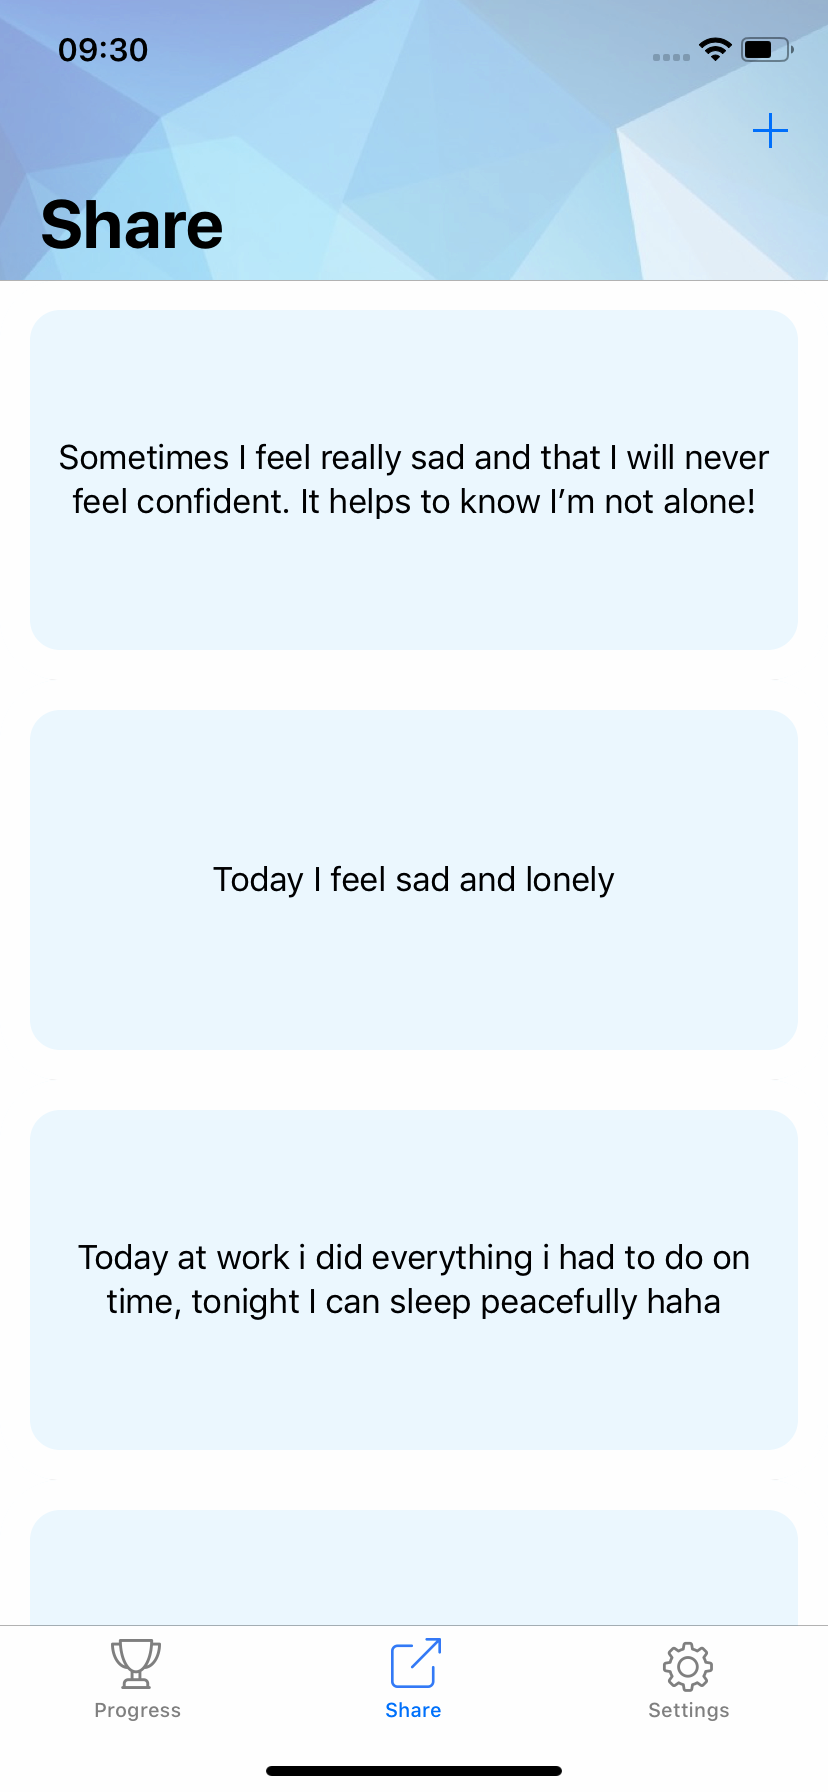 09:30
Share
Sometimes I feel really sad and that I will never
feel confident. It helps to know I’m not alone!
Today I feel sad and lonely
Today at work i did everything i had to do on
time, tonight I can sleep peacefully haha
Progress
Share
Settings